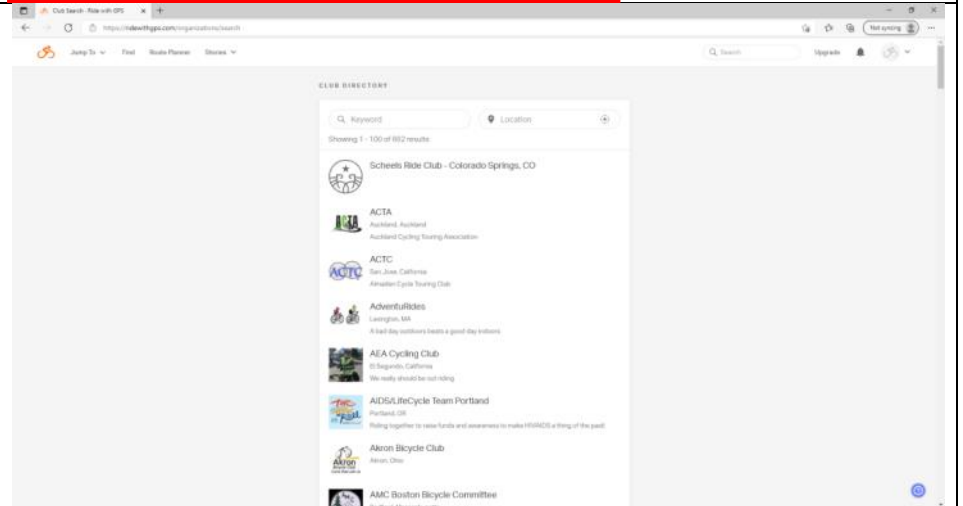 Club Search · Ride with GPS
https://ridewithgps.com/organizations/search
Not syncing
Jump To
Find
Route Planner
Stories
Search
Upgrade
CLUB DIRECTORY
Keyword
Location
Showing 1 - 100 of 882 results
Scheels Ride Club - Colorado Springs, CO
ACTA
Auckland, Auckland
Auckland Cycling Touring Association
ACTC
San Jose, California
Almaden Cycle Touring Club
AdventuRides
Lexington, MA
A bad day outdoors beats a good day indoors
AEA Cycling Club
El Segundo, California
We really should be out riding
AIDS/LifeCycle Team Portland
Portland, OR
Riding together to raise funds and awareness to make HIV/AIDS a thing of the past!
Akron Bicycle Club
Akron, Ohio
AMC Boston Bicycle Committee